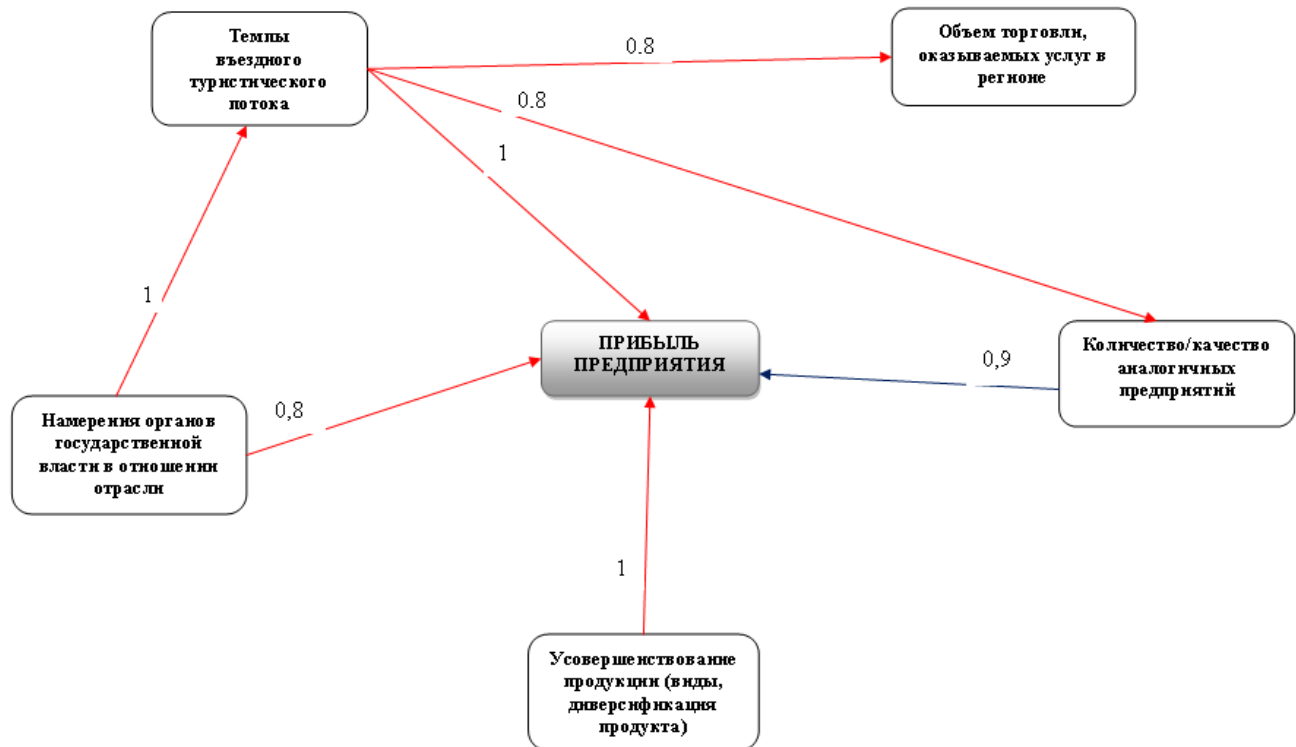 Темпы
въездного
туристического
потока
0.8
Объем торговли,
оказываемых услуг в
регионе
0.8
1
1
ПРИБЫЛЬ
ПРЕДПРИЯТИЯ
0,9
Количество/качество
аналогичных
предприятий
0,8
Намерения органов
государственной
власти в отношении
отрасли
1
Усовершенствование
продукции (виды,
диверсификация
продукта)